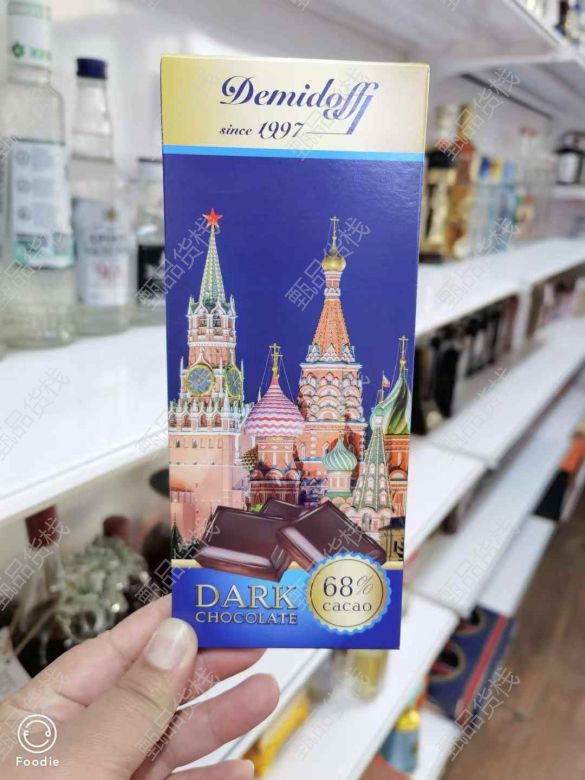 Demidoff
since 1997
DARK
CHOCOLATE
68%
cacao
Foodie
甄品货栈